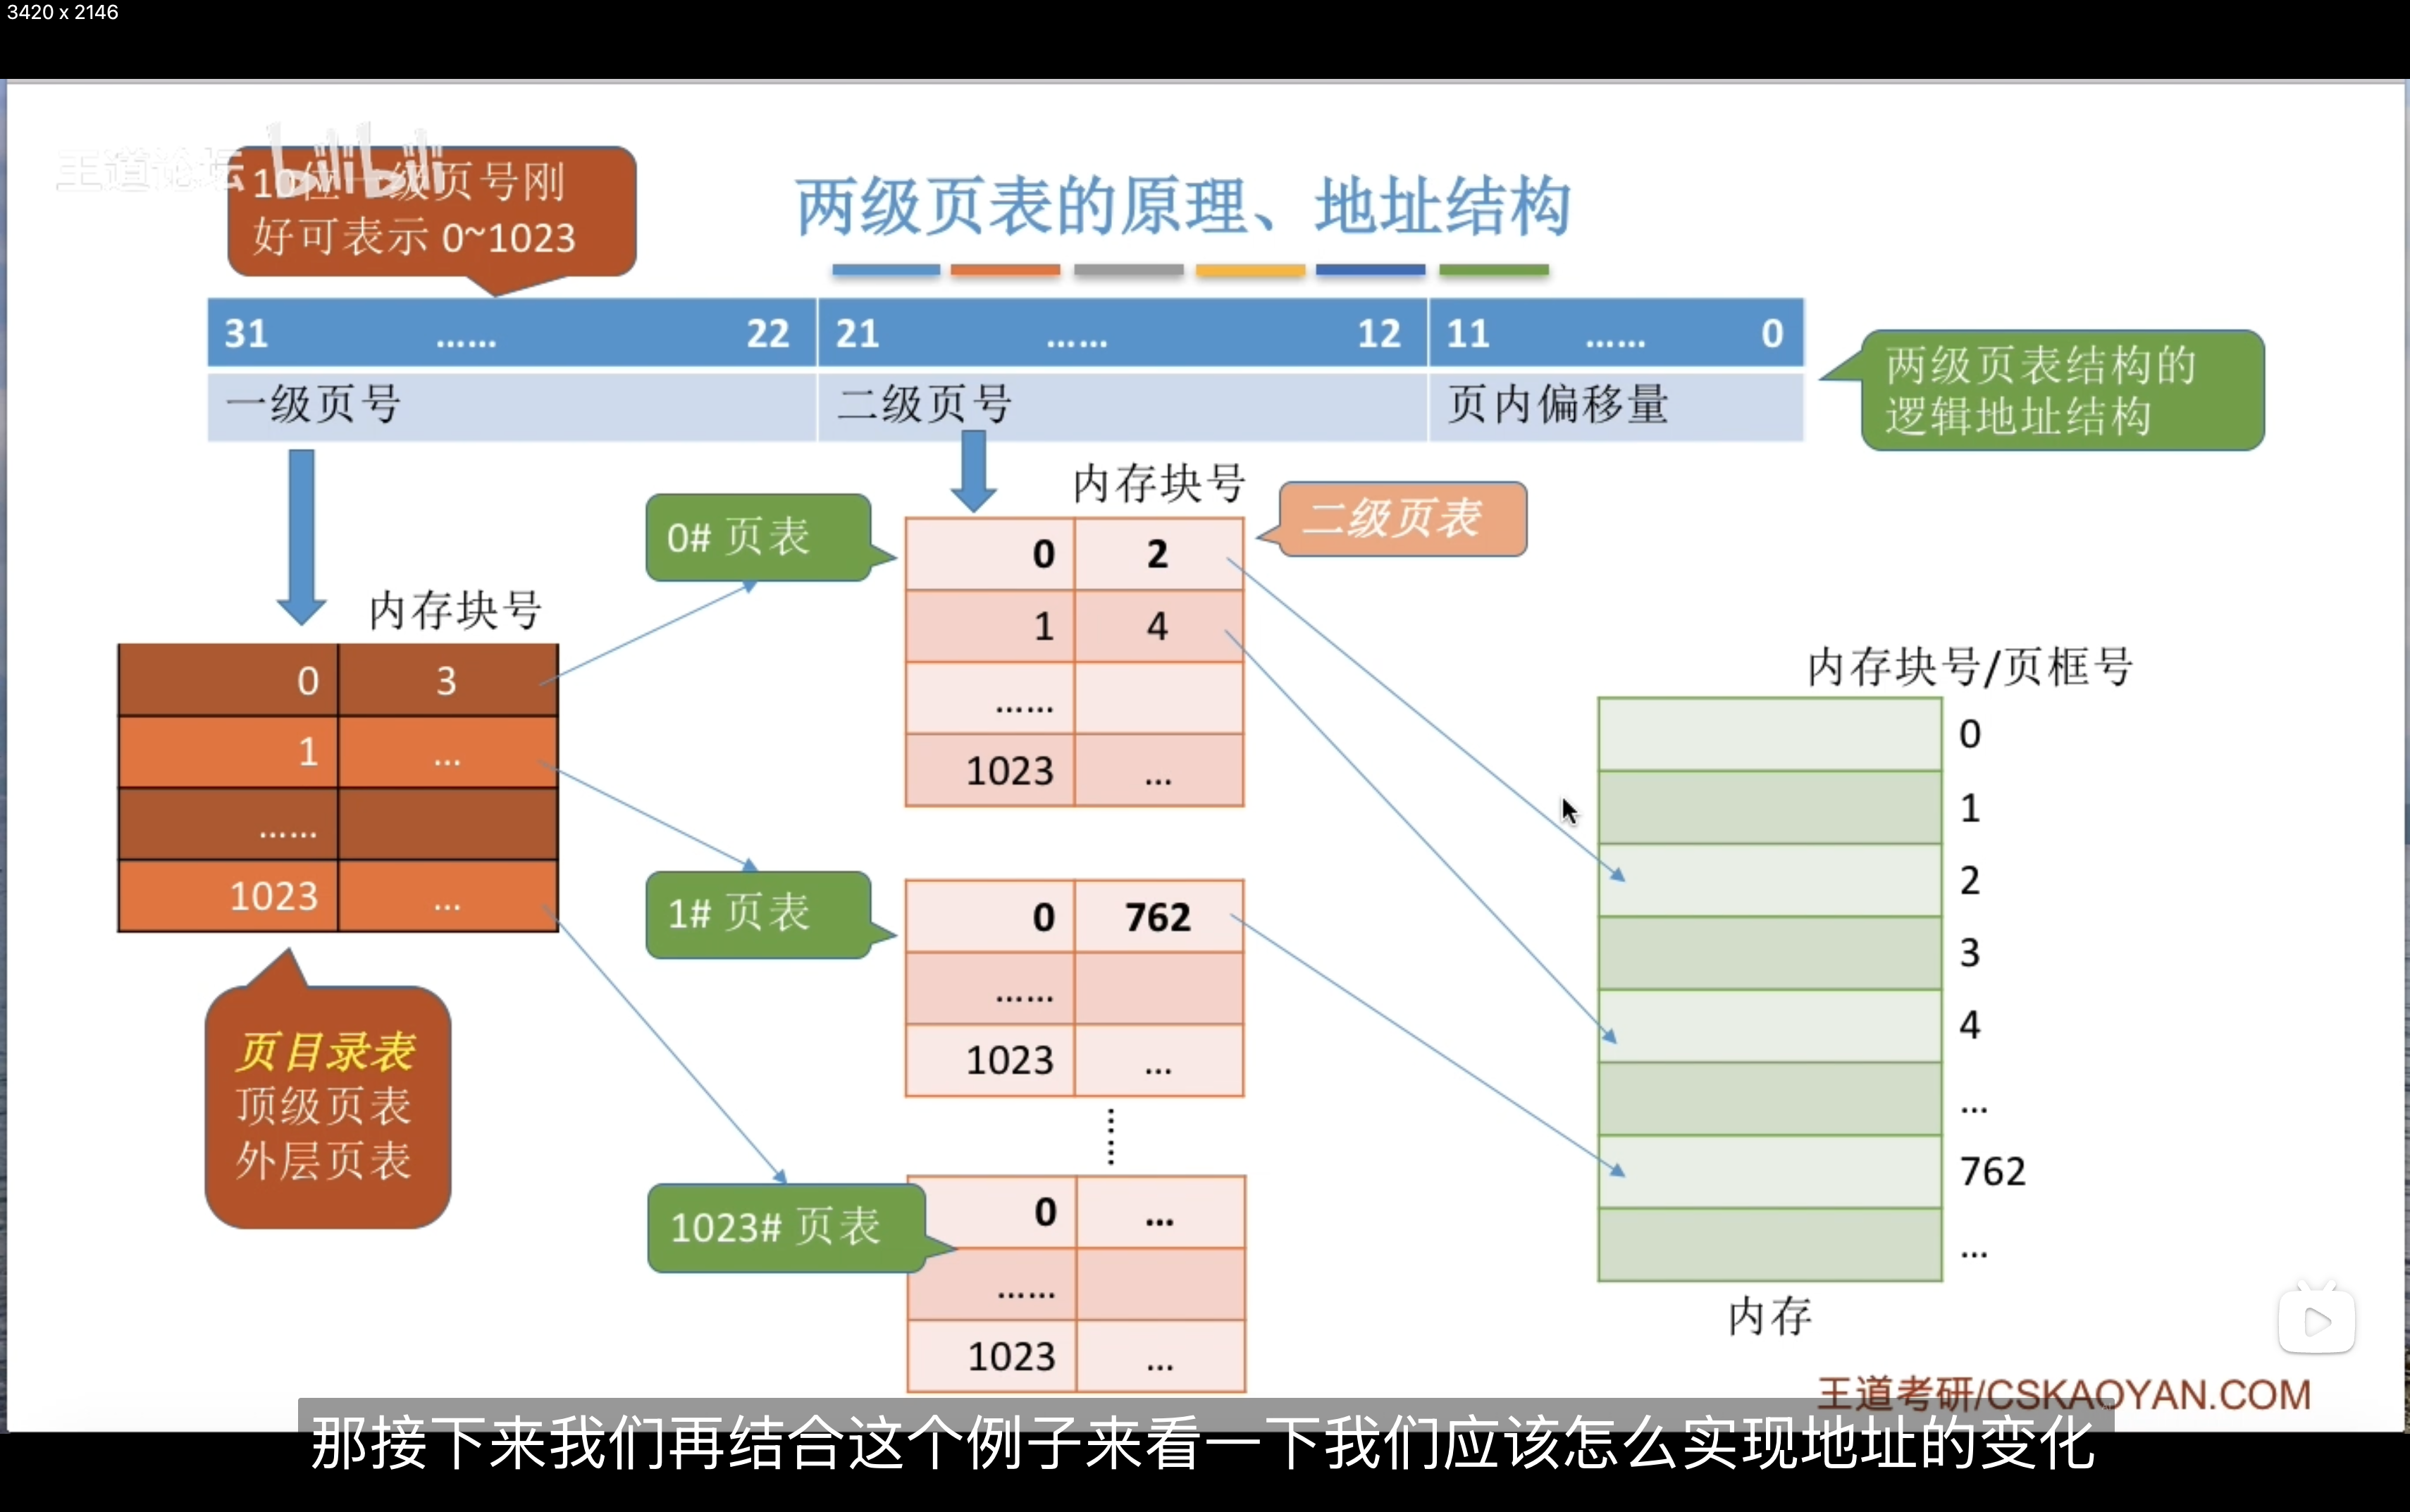 3420 x 2146
王道论坛 bilibili
10位一级页号刚
好可表示 0~1023
两级页表的原理、地址结构
31 …… 22 21 …… 12 11 …… 0
一级页号 二级页号 页内偏移量
两级页表结构的
逻辑地址结构
内存块号
0 3
1 …
……
1023 …
页目录表
顶级页表
外层页表
0# 页表
内存块号
二级页表
0 2
1 4
……
1023 …
1# 页表
0 762
……
1023 …
……
1023# 页表
0 …
……
1023 …
内存块号/页框号
0
1
2
3
4
…
762
…
内存
王道考研/CSKAOYAN.COM
那接下来我们再结合这个例子来看一下我们应该怎么实现地址的变化